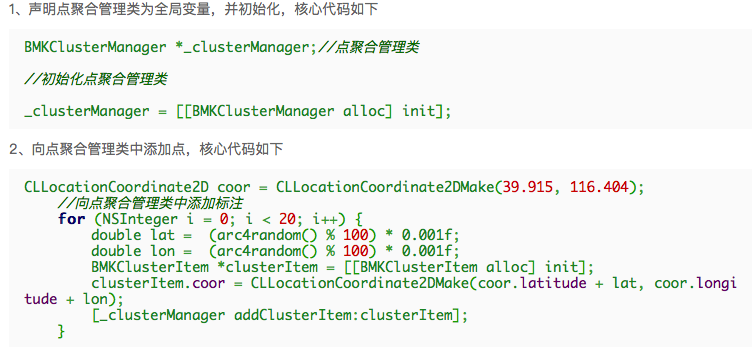 1、声明点聚合管理类为全局变量，并初始化，核心代码如下
BMKClusterManager *_clusterManager;//点聚合管理类
//初始化点聚合管理类
_clusterManager = [[BMKClusterManager alloc] init];
2、向点聚合管理类中添加点，核心代码如下
CLLocationCoordinate2D coor = CLLocationCoordinate2DMake(39.915, 116.404);
//向点聚合管理类中添加标注
for (NSInteger i = 0; i < 20; i++) {
double lat =  (arc4random() % 100) * 0.001f;
double lon =  (arc4random() % 100) * 0.001f;
BMKClusterItem *clusterItem = [[BMKClusterItem alloc] init];
clusterItem.coor = CLLocationCoordinate2DMake(coor.latitude + lat, coor.longi
tude + lon);
[_clusterManager addClusterItem:clusterItem];
}